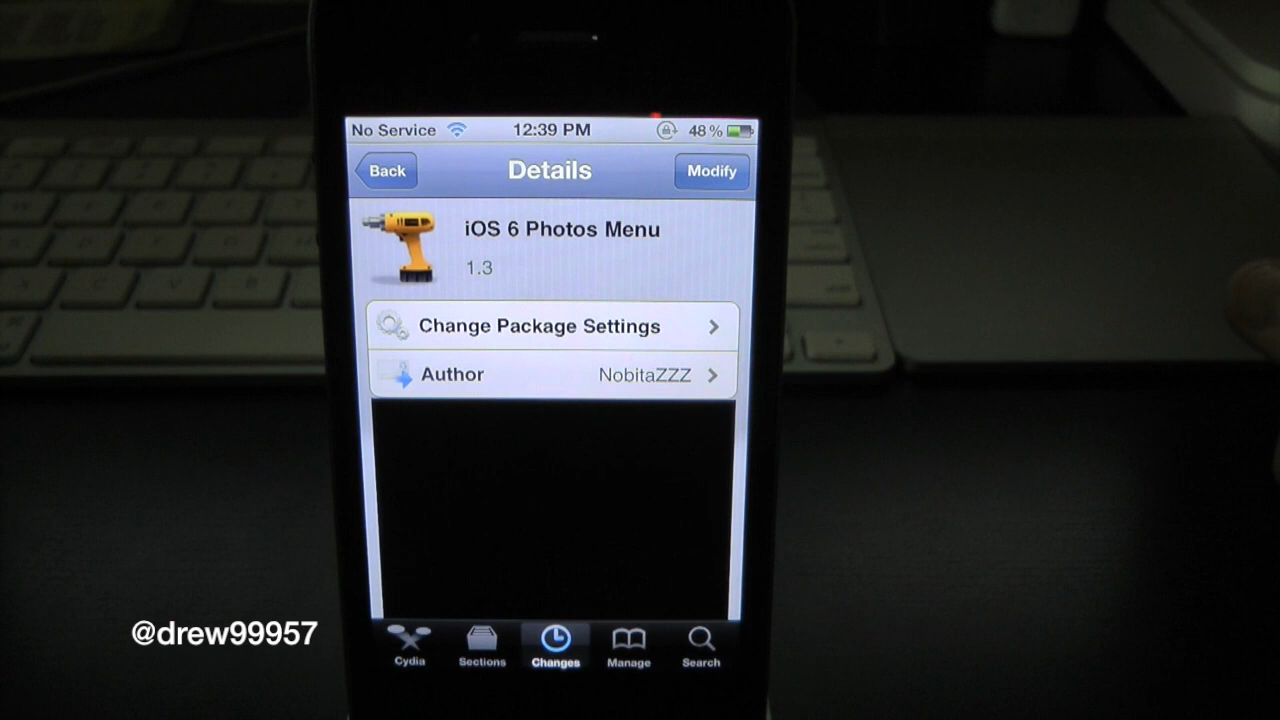 No Service 12:39 PM 48%
Back Details Modify
iOS 6 Photos Menu
1.3
Change Package Settings
Author NobitaZZZ
@drew99957
Cydia Sections Changes Manage Search